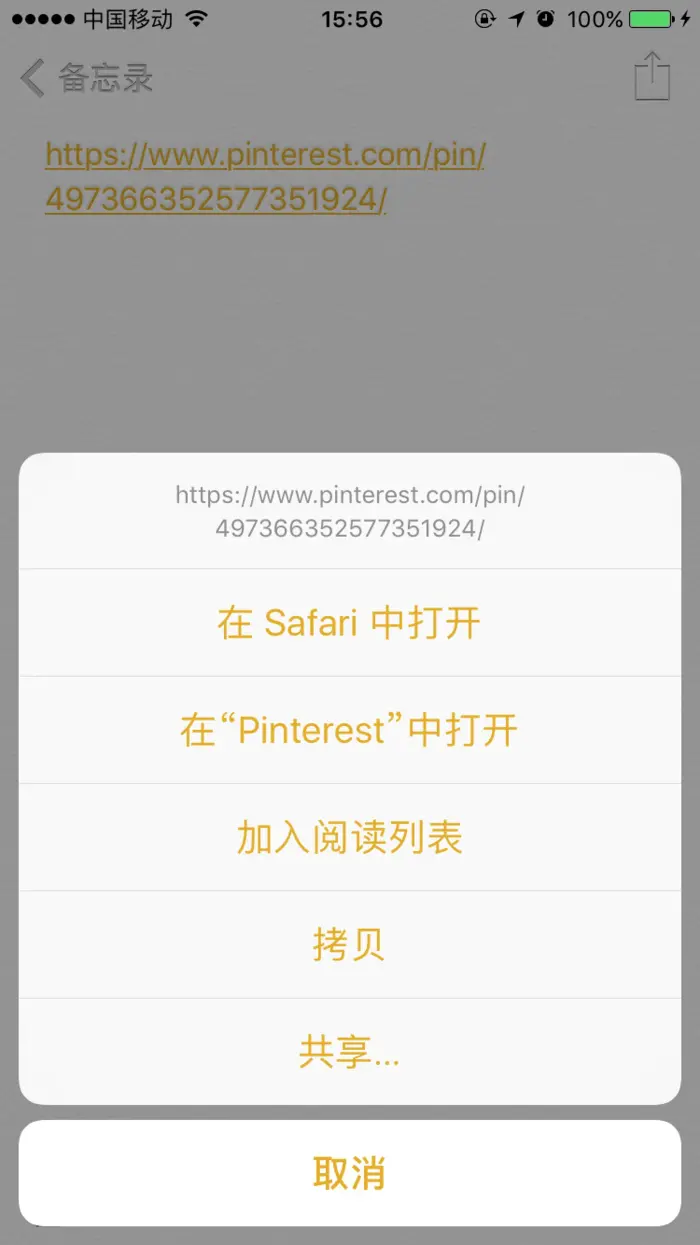 中国移动 15:56 100%
备忘录
https://www.pinterest.com/pin/
497366352577351924/
https://www.pinterest.com/pin/
497366352577351924/
在 Safari 中打开
在“Pinterest”中打开
加入阅读列表
拷贝
共享...
取消